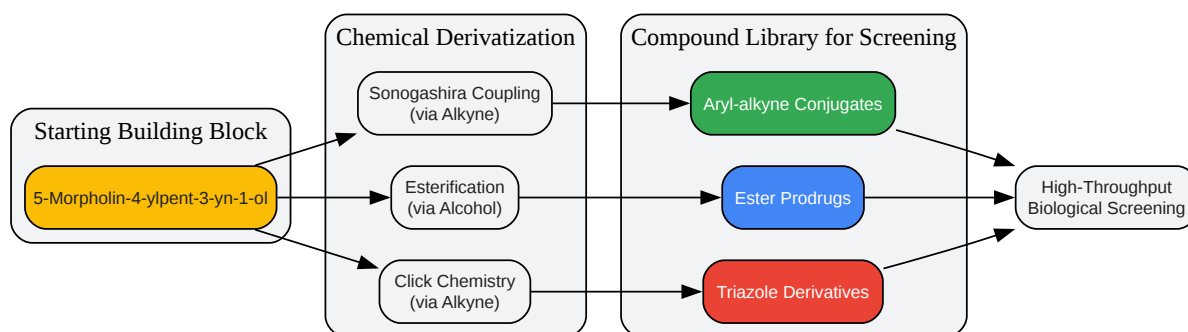 Starting Building Block
5-Morpholin-4-ylpent-3-yn-1-ol
Chemical Derivatization
Sonogashira Coupling
(via Alkyne)
Esterification
(via Alcohol)
Click Chemistry
(via Alkyne)
Compound Library for Screening
Aryl-alkyne Conjugates
Ester Prodrugs
Triazole Derivatives
High-Throughput
Biological Screening